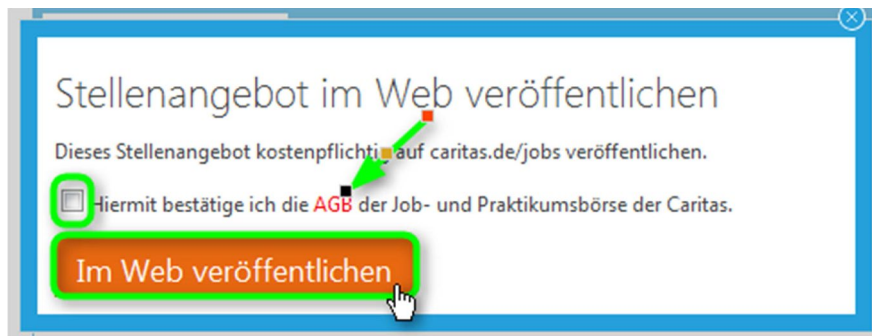 Stellenangebot im Web veröffentlichen
Dieses Stellenangebot kostenpflichtig auf caritas.de/jobs veröffentlichen.
Hiermit bestätige ich die AGB der Job- und Praktikumsbörse der Caritas.
Im Web veröffentlichen